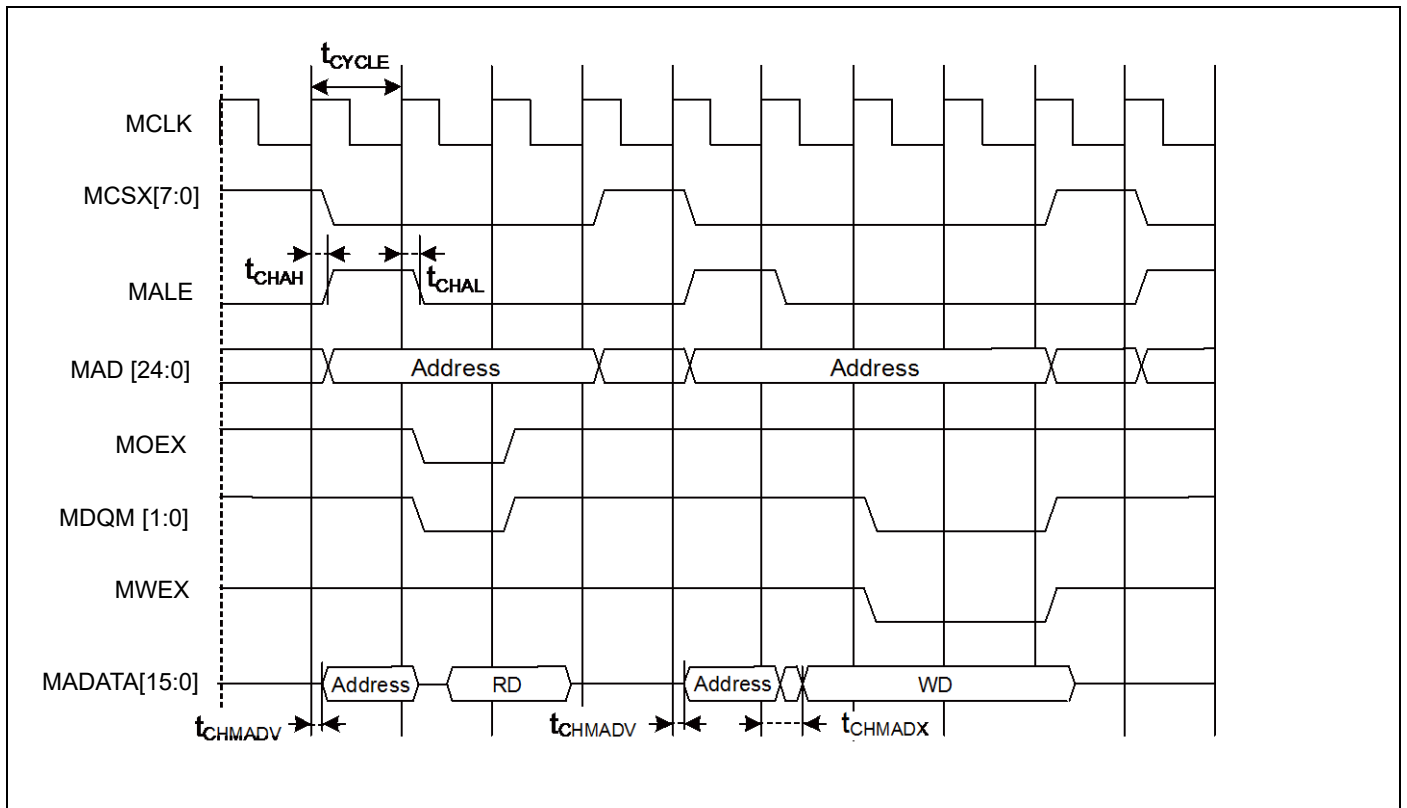 tCYCLE
MCLK
MCSX[7:0]
tCHAH
tCHAL
MALE
MAD [24:0]
Address
Address
MOEX
MDQM [1:0]
MWEX
MADATA[15:0]
Address
RD
Address
WD
tCHMADV
tCHMADV
tCHMADX